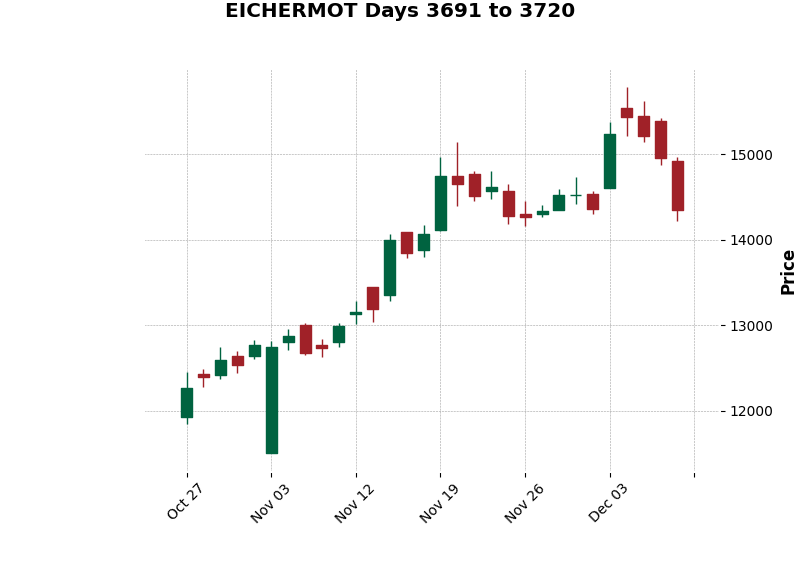 EICHERMOT Days 3691 to 3720
15000
14000
13000
12000
Price
Oct 27
Nov 03
Nov 12
Nov 19
Nov 26
Dec 03